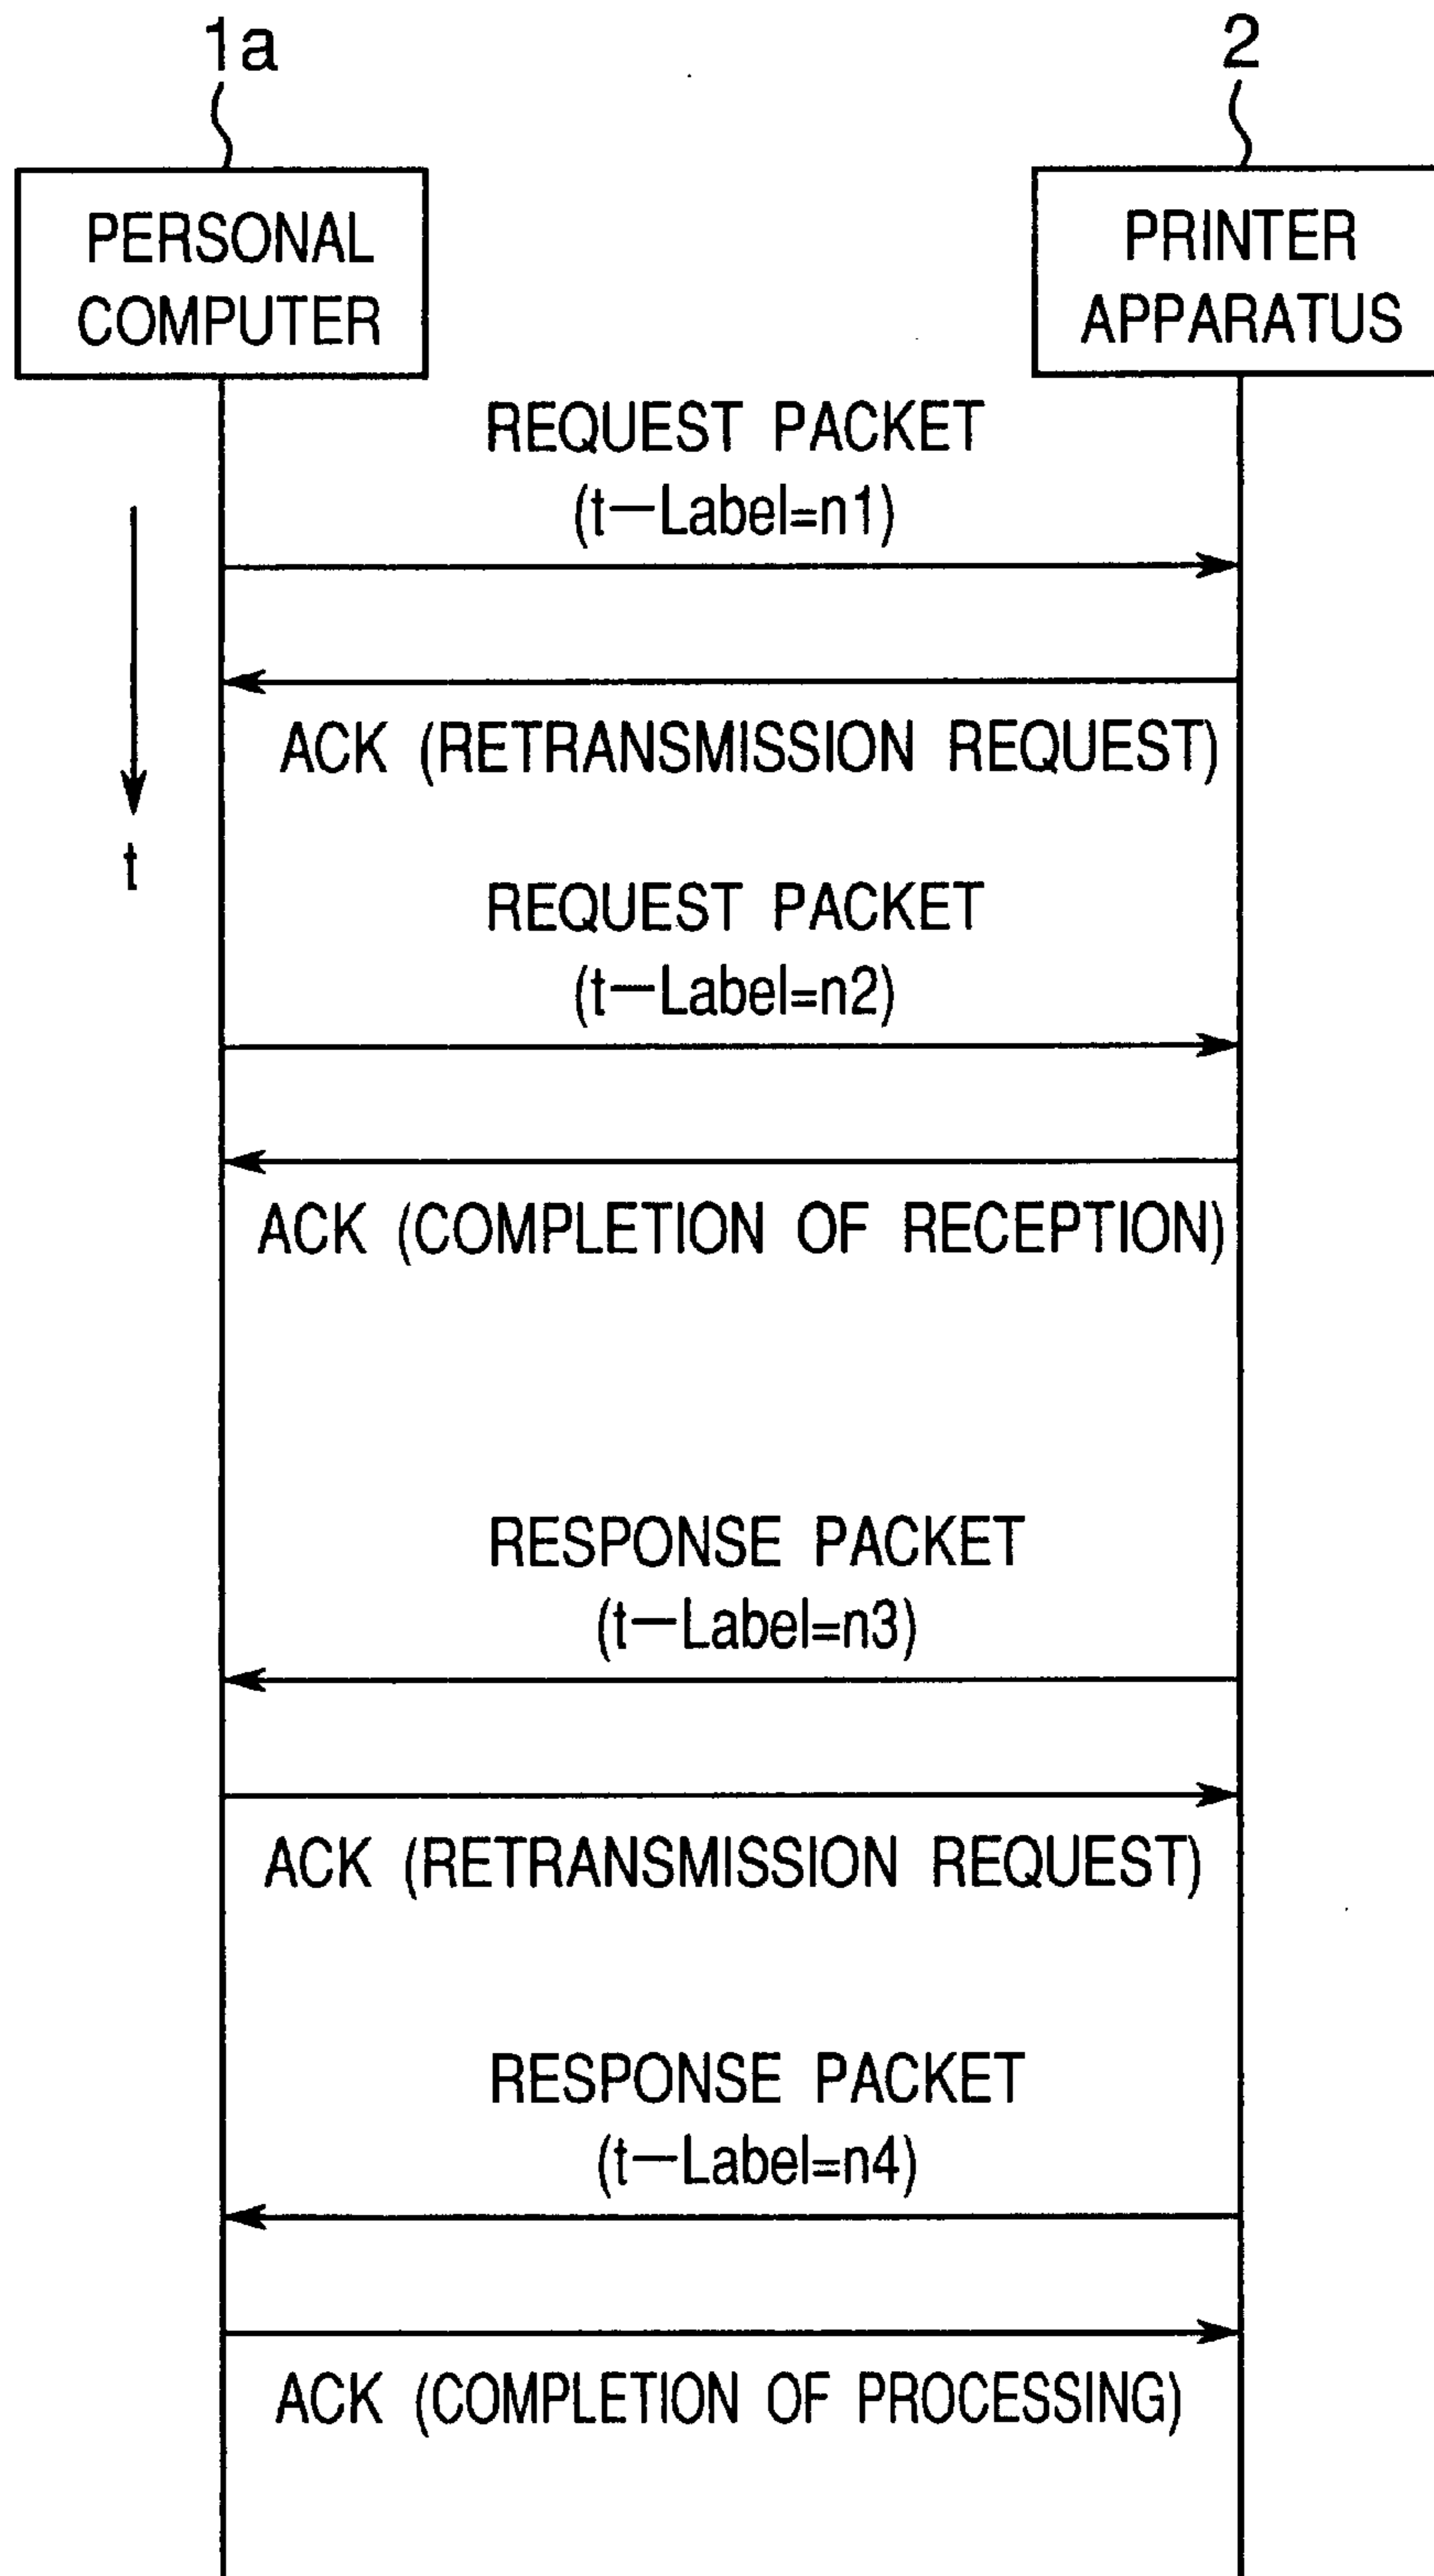 1a
2
PERSONAL
COMPUTER
PRINTER
APPARATUS
REQUEST PACKET
(t—Label=n1)
ACK (RETRANSMISSION REQUEST)
t
REQUEST PACKET
(t—Label=n2)
ACK (COMPLETION OF RECEPTION)
RESPONSE PACKET
(t—Label=n3)
ACK (RETRANSMISSION REQUEST)
RESPONSE PACKET
(t—Label=n4)
ACK (COMPLETION OF PROCESSING)